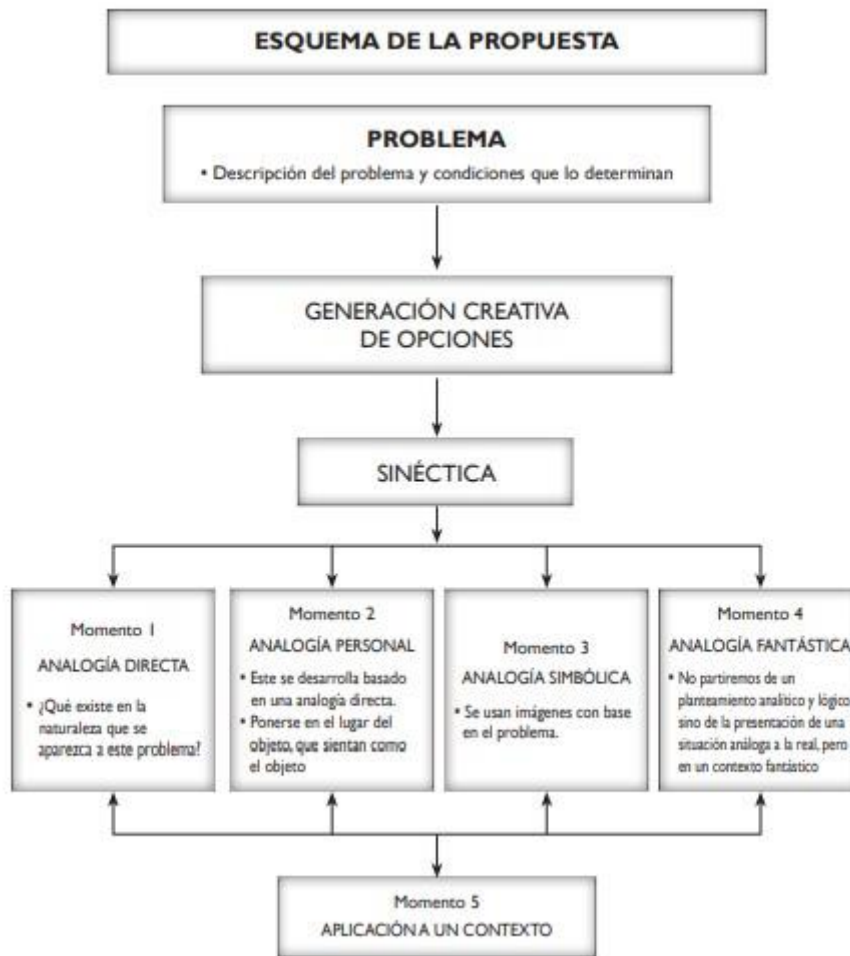 ESQUEMA DE LA PROPUESTA
PROBLEMA
• Descripción del problema y condiciones que lo determinan
GENERACIÓN CREATIVA
DE OPCIONES
SINÉCTICA
Momento 1
ANALOGÍA DIRECTA
• ¿Qué existe en la
naturaleza que se
aparezca a este problema?
Momento 2
ANALOGÍA PERSONAL
• Este se desarrolla basado
en una analogía directa.
• Ponerse en el lugar del
objeto, que sientan como
el objeto
Momento 3
ANALOGÍA SIMBÓLICA
• Se usan imágenes con base
en el problema.
Momento 4
ANALOGÍA FANTÁSTICA
• No partiremos de un
planteamiento analítico y lógico
sino de la presentación de una
situación análoga a la real, pero
en un contexto fantástico
Momento 5
APLICACIÓN A UN CONTEXTO